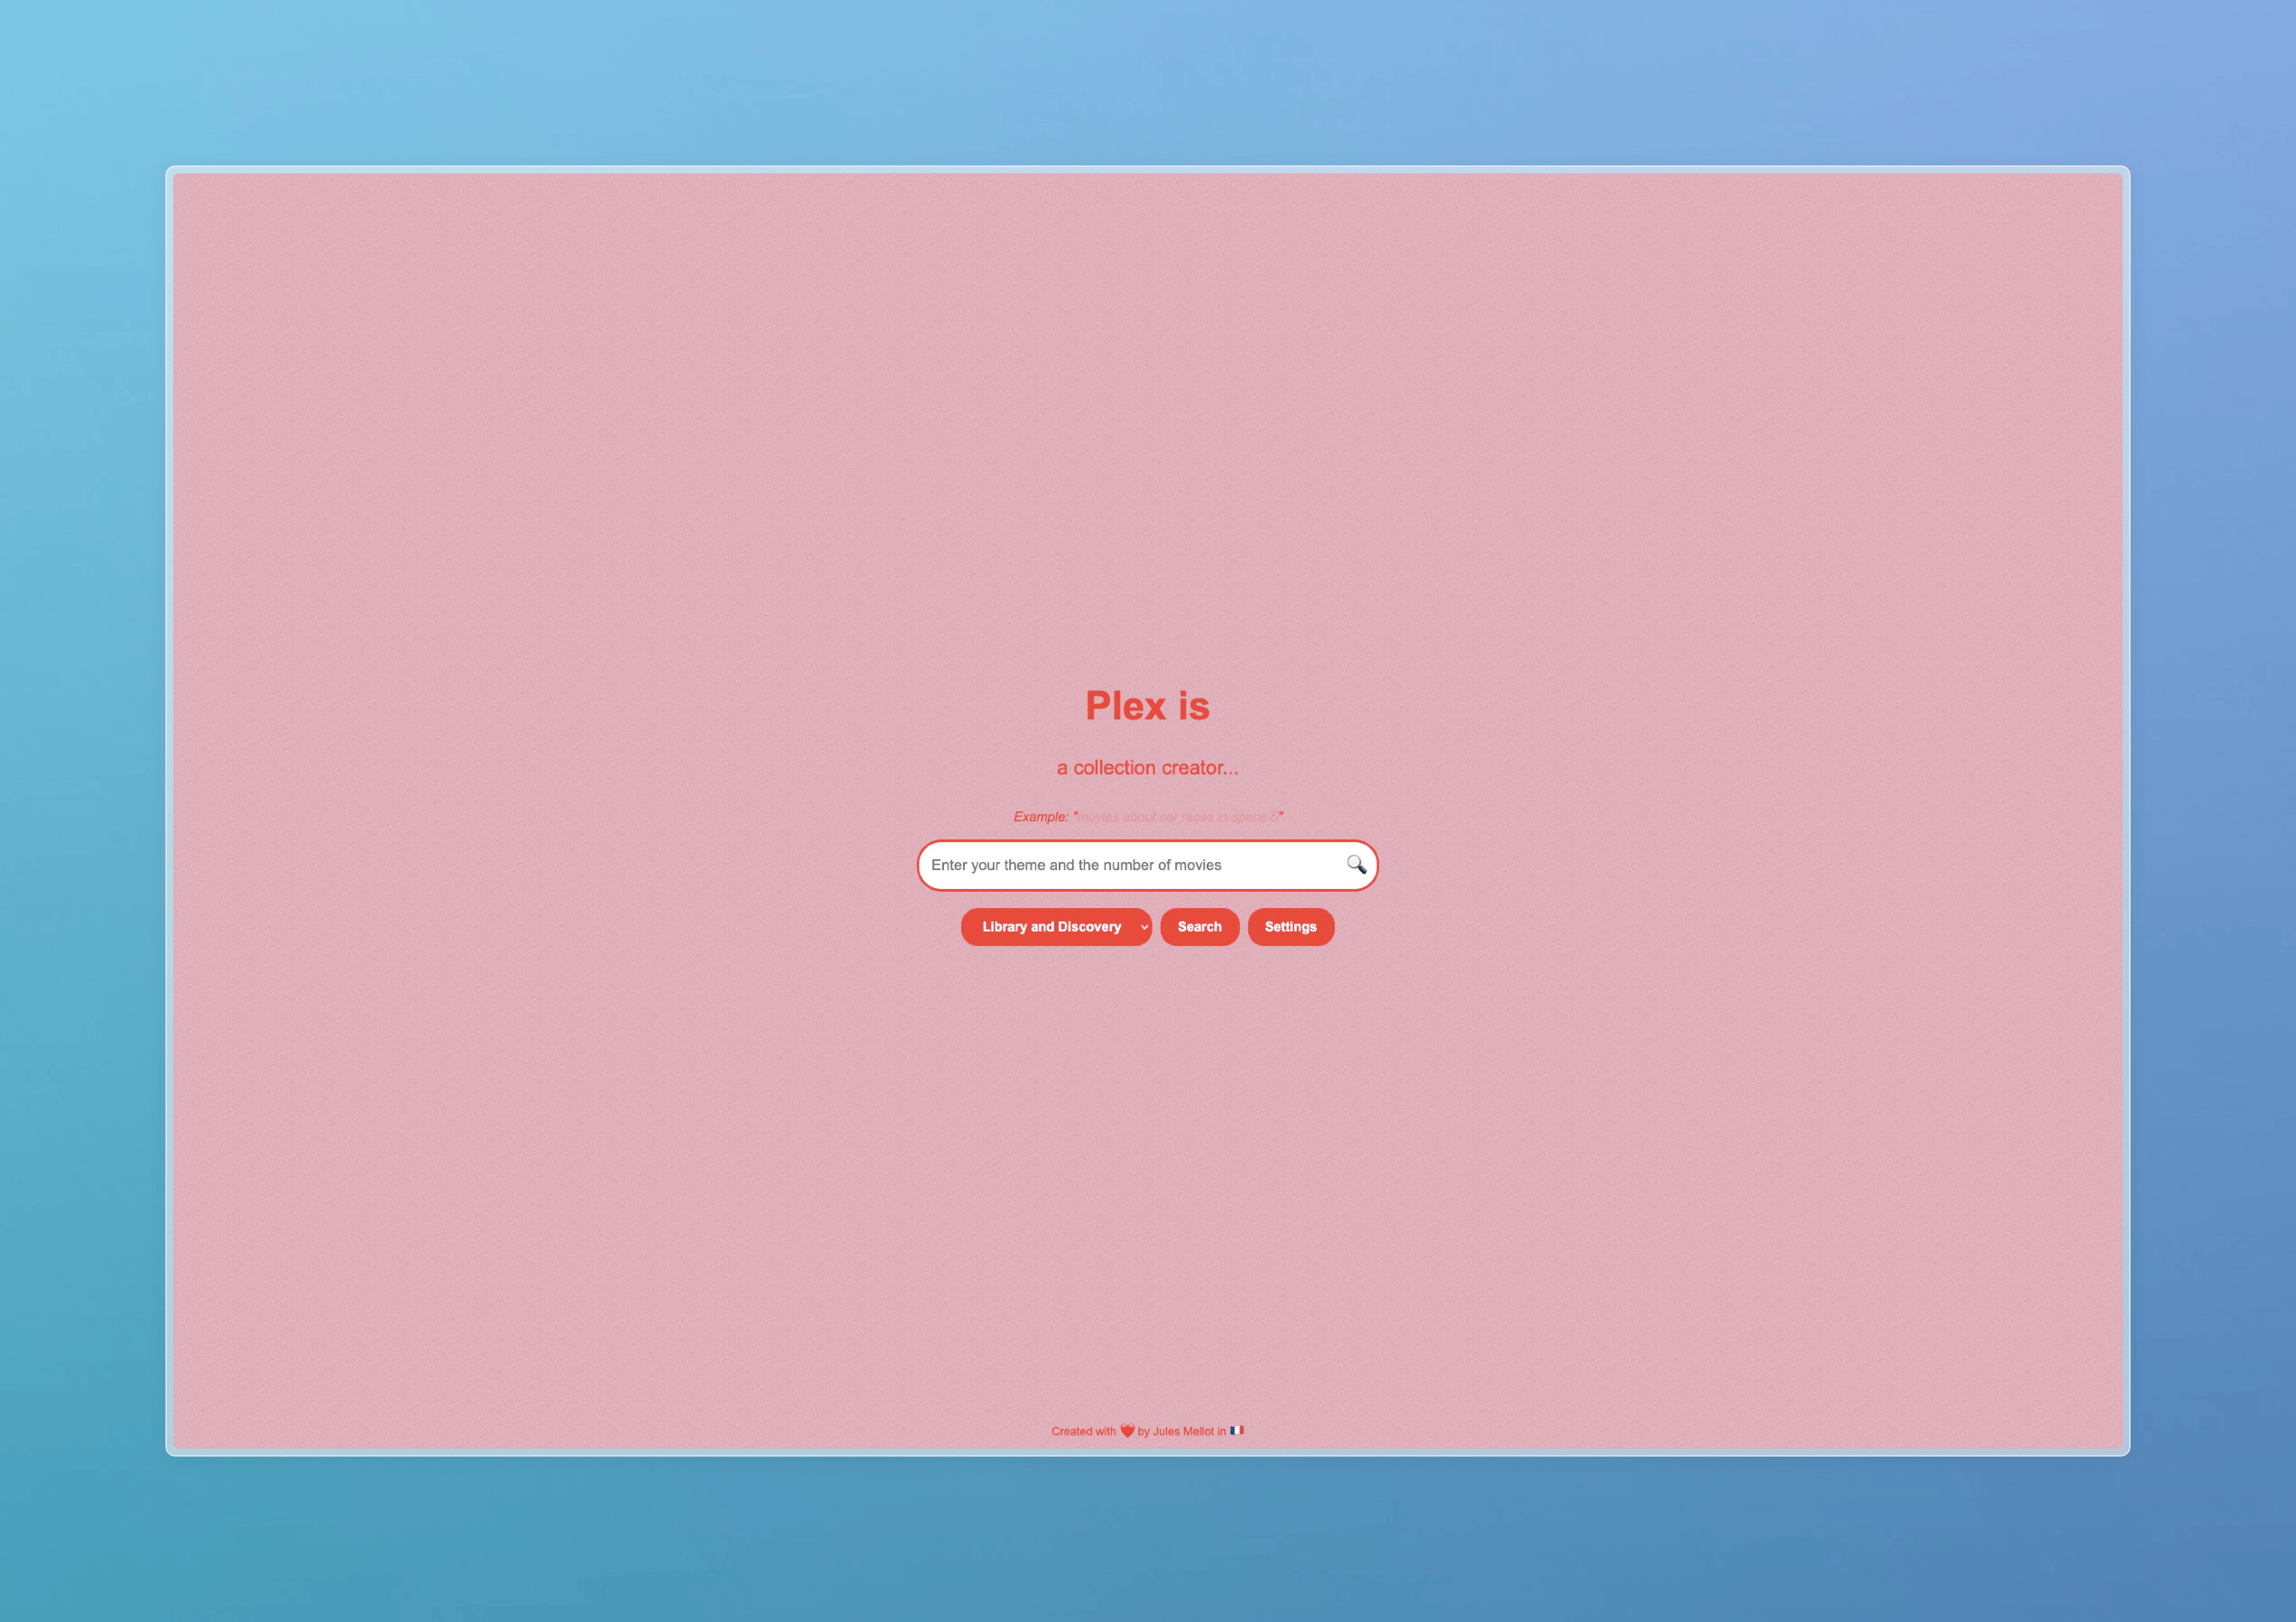 Plex is
a collection creator...
Example: "movies about car races in space 5"
Enter your theme and the number of movies
Library and Discovery
Search
Settings
Created with ❤️ by Jules Mellot in 🇫🇷